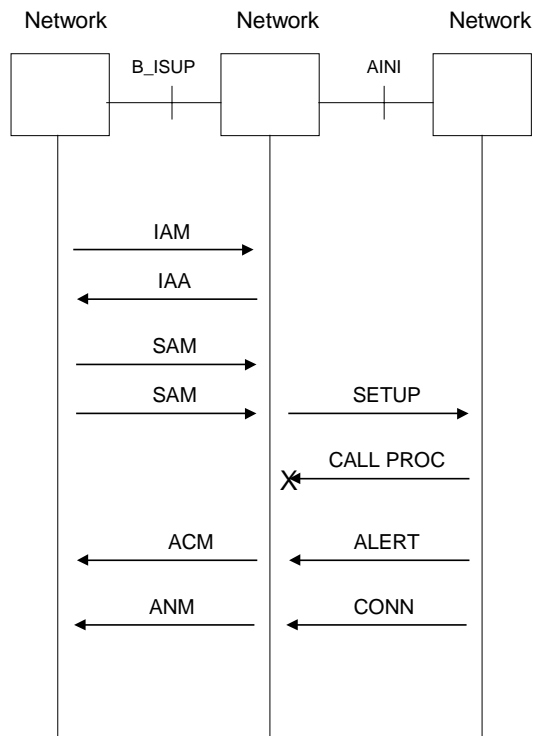 Network Network Network
B_ISUP AINI
IAM
IAA
SAM
SAM SETUP
CALL PROC
X
ACM ALERT
ANM CONN